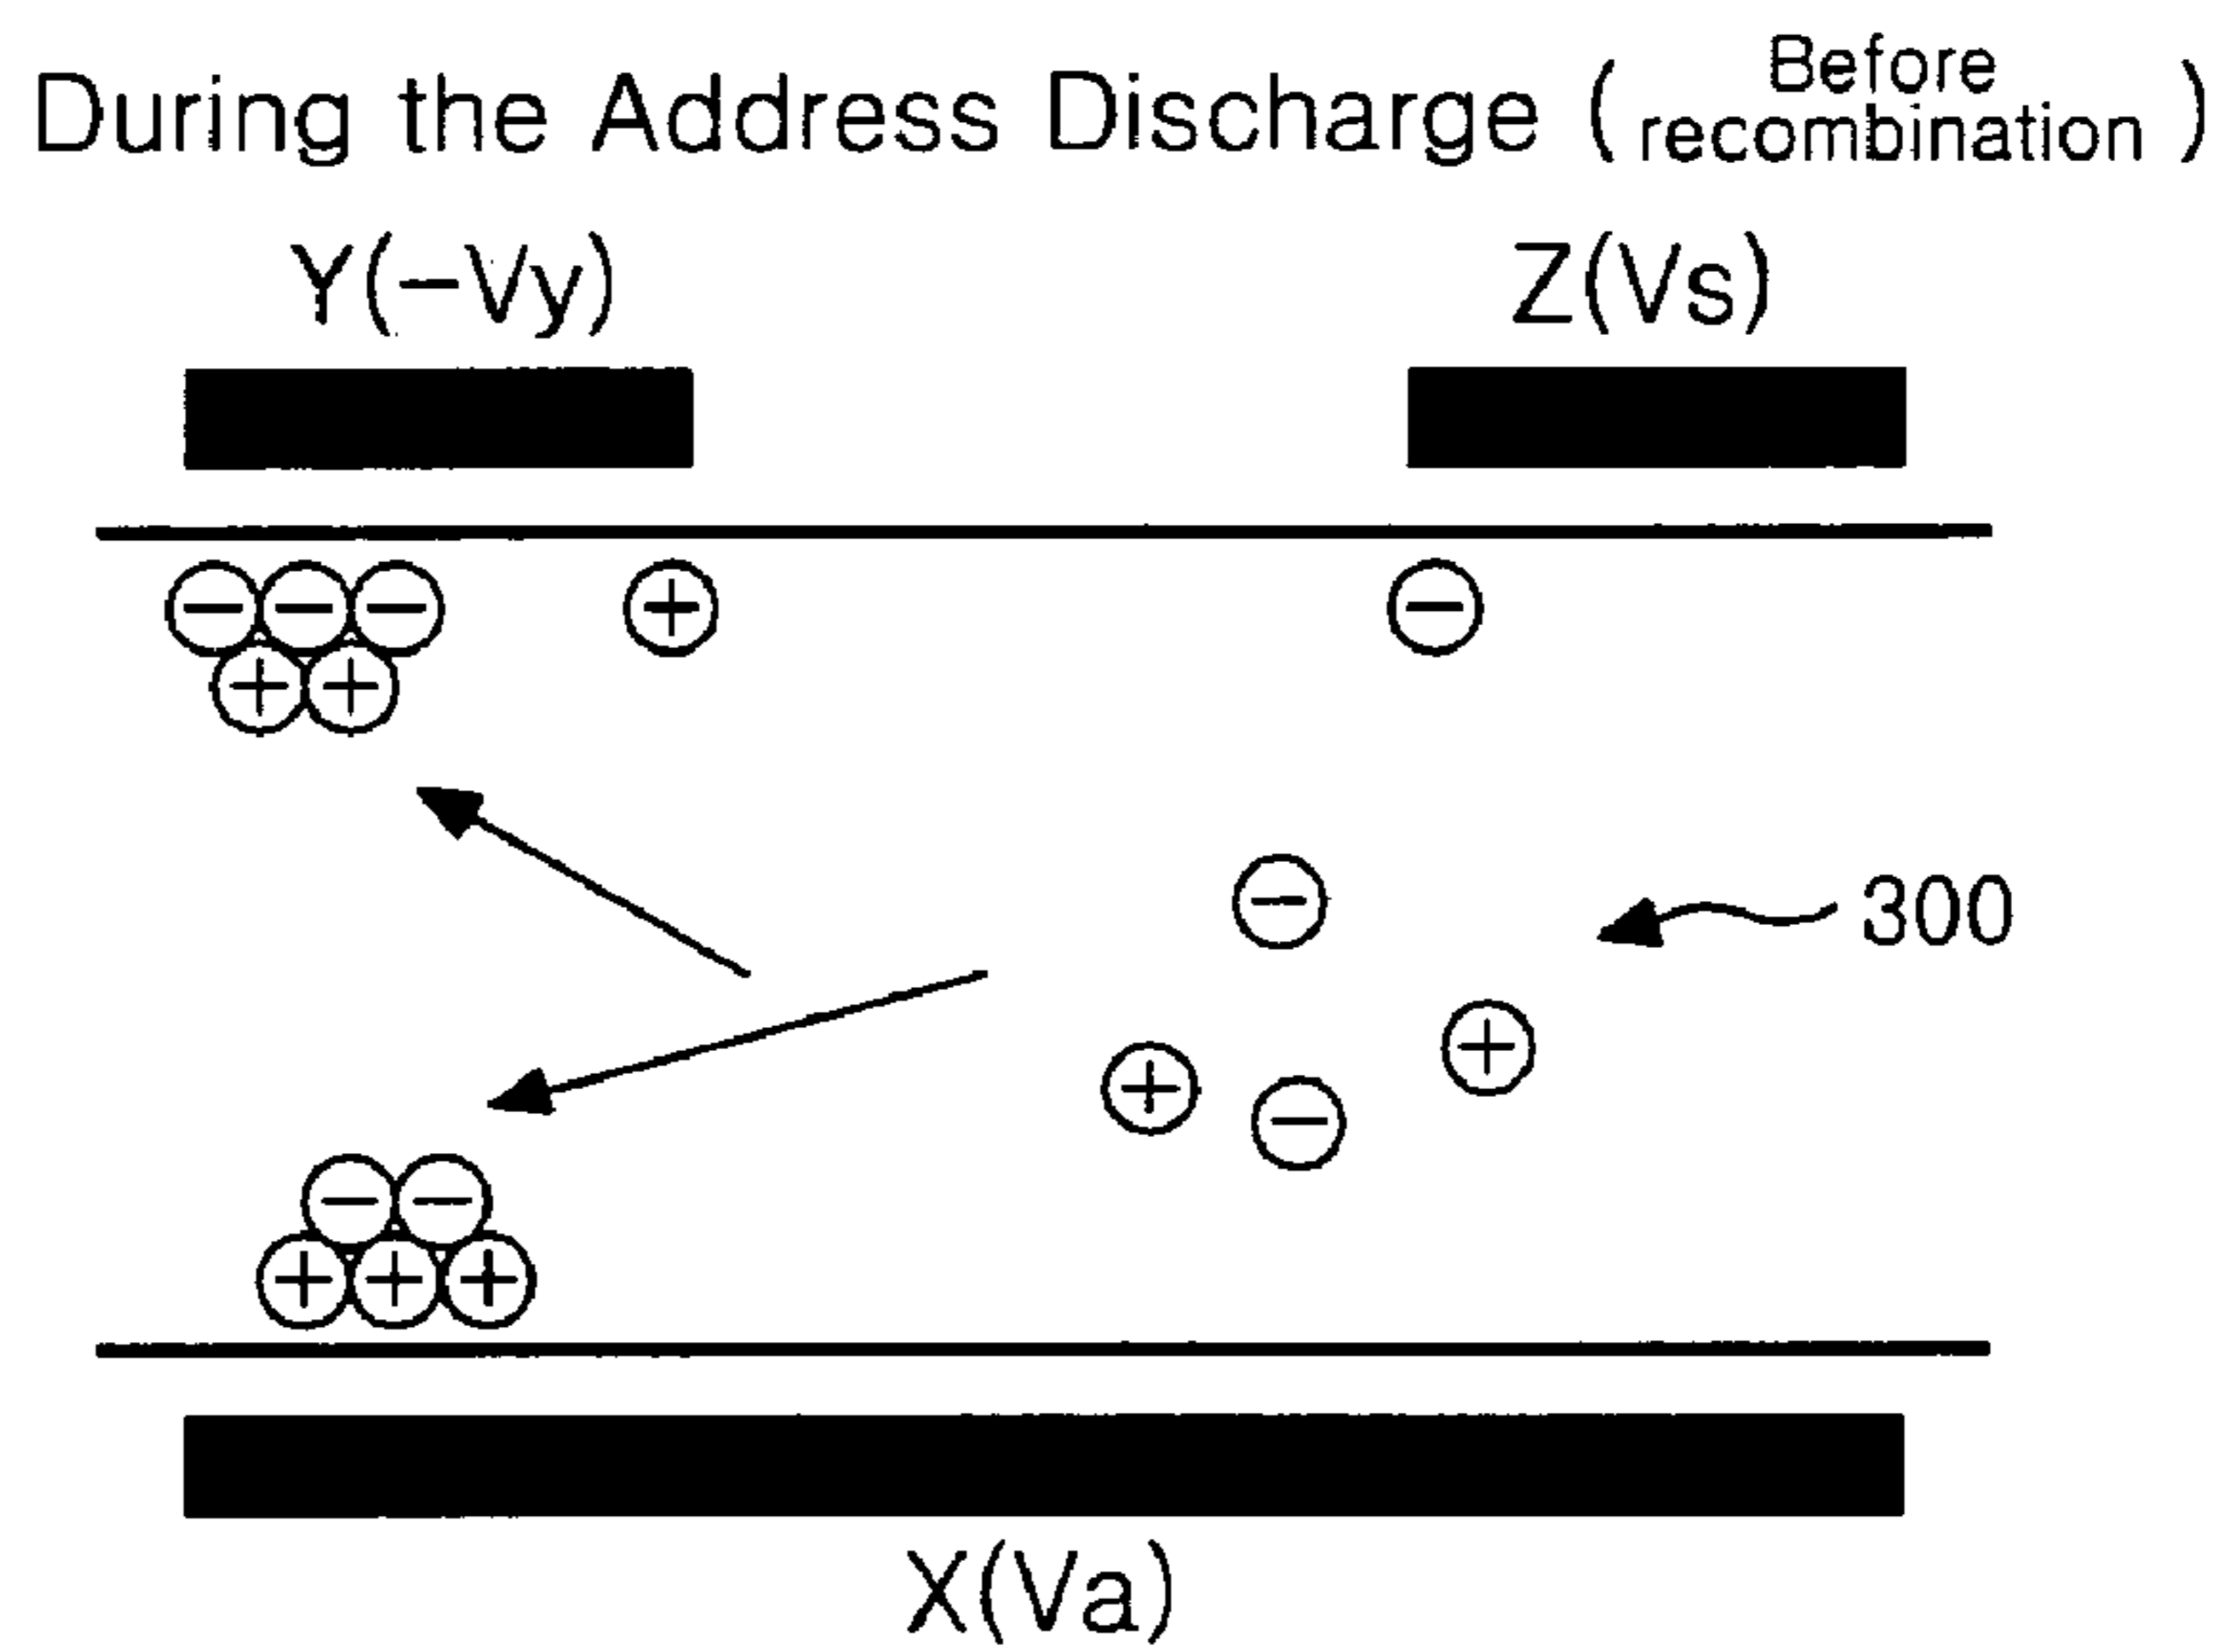 During the Address Discharge ( Before recombination )
Y(−Vy) Z(Vs)
300
X(Va)